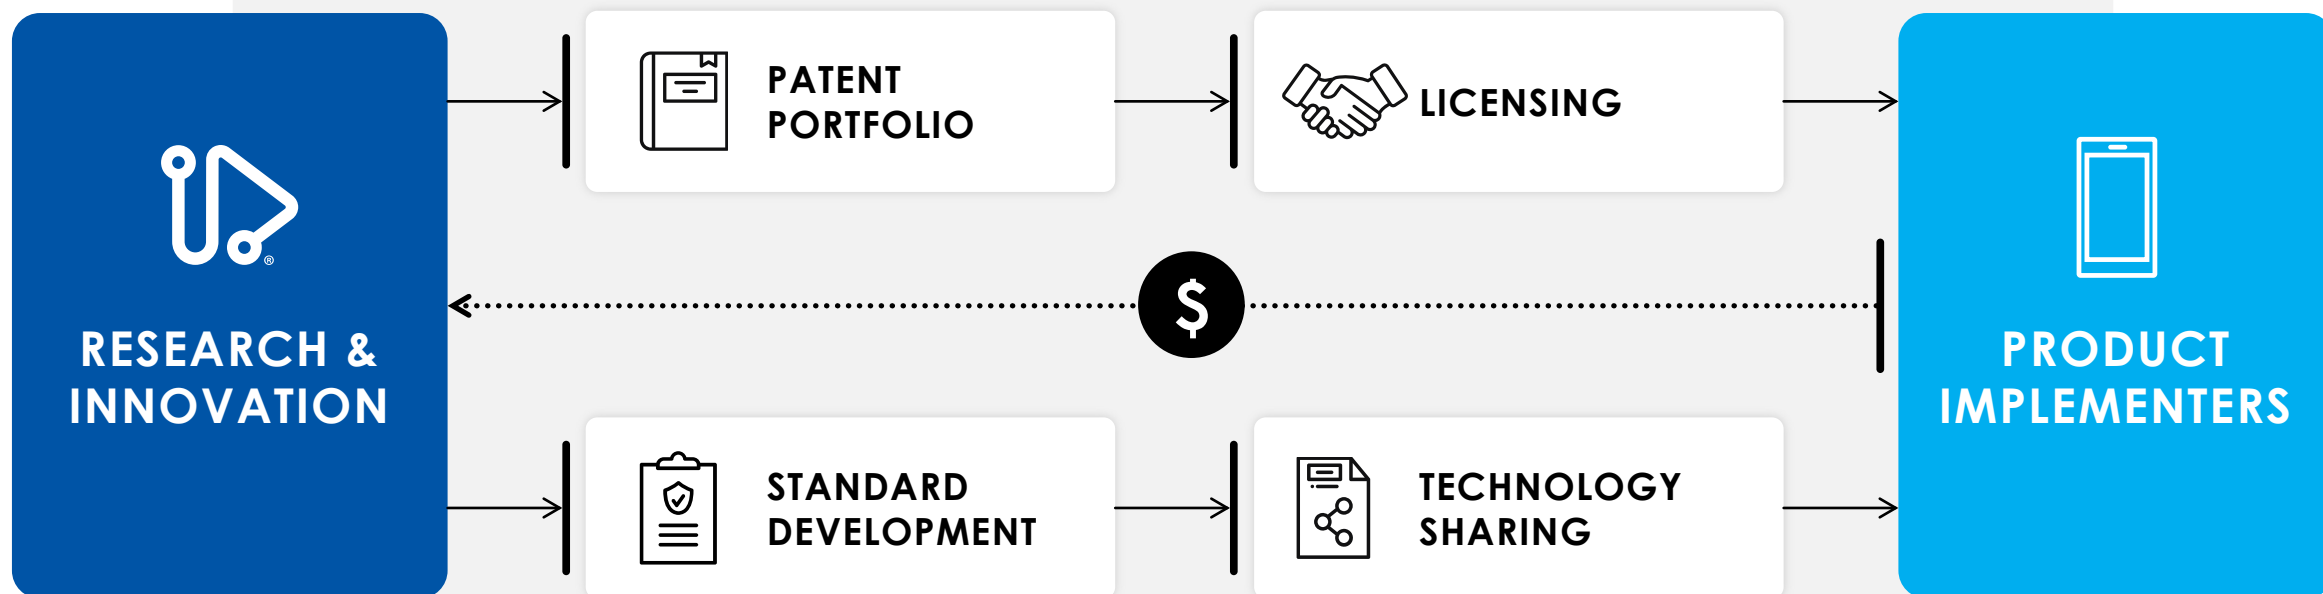 RESEARCH &
INNOVATION
PATENT
PORTFOLIO
LICENSING
$
STANDARD
DEVELOPMENT
TECHNOLOGY
SHARING
PRODUCT
IMPLEMENTERS
®